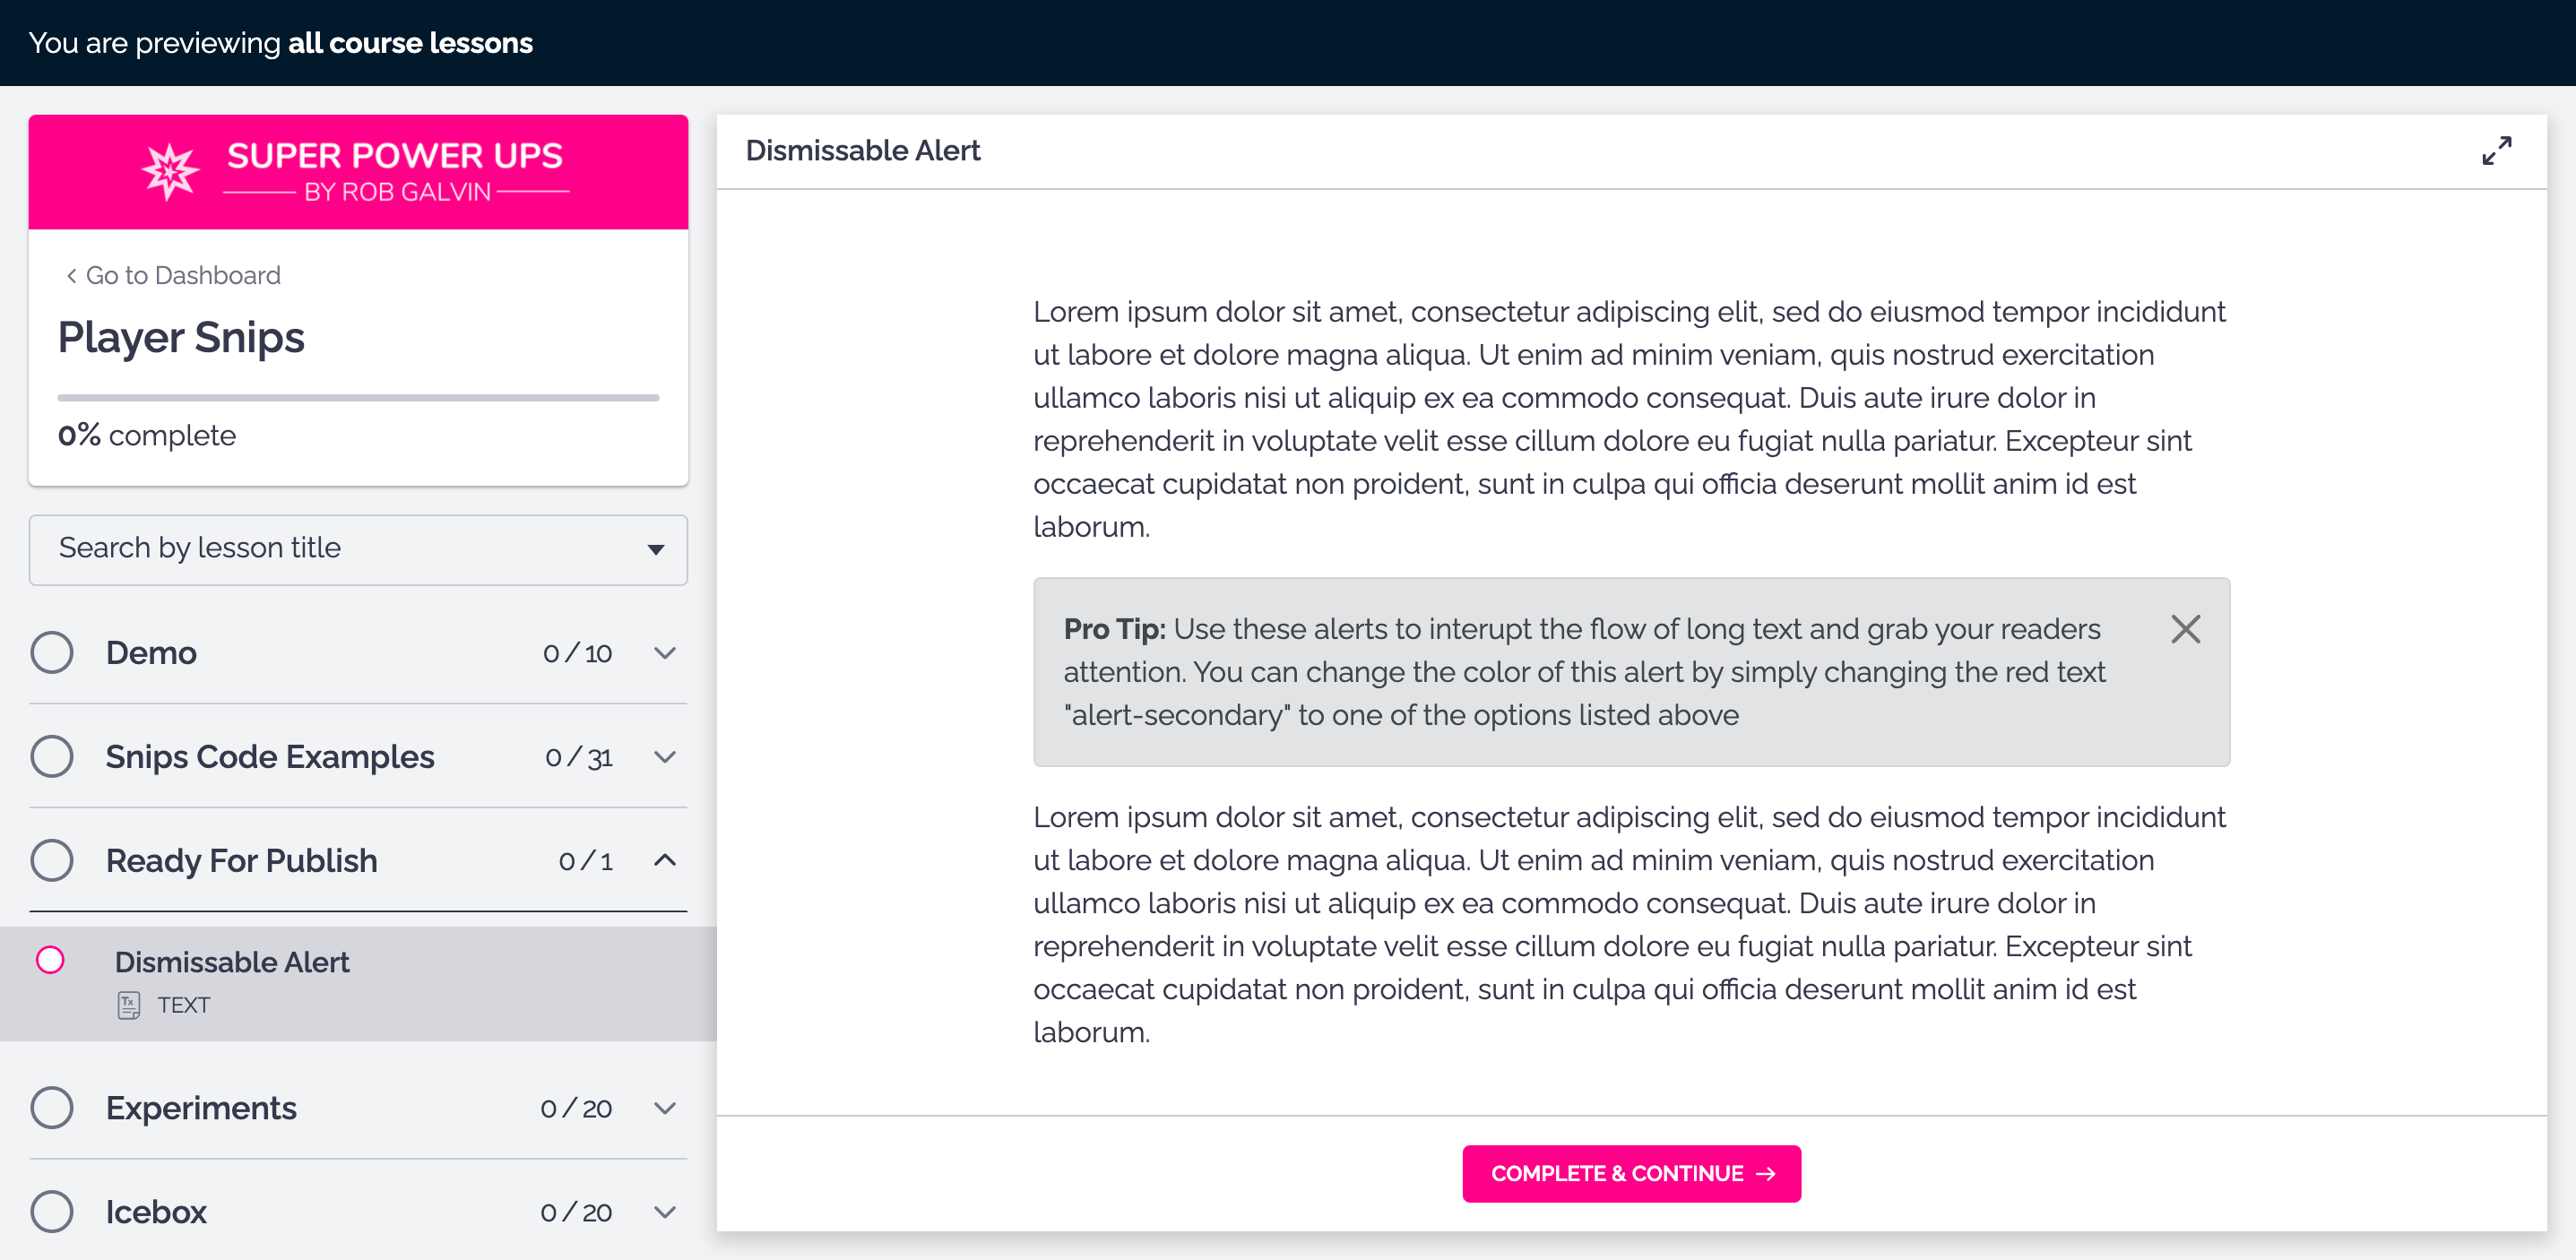 You are previewing all course lessons
SUPER POWER UPS
BY ROB GALVIN
Go to Dashboard
Player Snips
0% complete
Search by lesson title
Demo 0 / 10
Snips Code Examples 0 / 31
Ready For Publish 0 / 1
Dismissable Alert
Tx TEXT
Experiments 0 / 20
Icebox 0 / 20
Dismissable Alert
Lorem ipsum dolor sit amet, consectetur adipiscing elit, sed do eiusmod tempor incididunt
ut labore et dolore magna aliqua. Ut enim ad minim veniam, quis nostrud exercitation
ullamco laboris nisi ut aliquip ex ea commodo consequat. Duis aute irure dolor in
reprehenderit in voluptate velit esse cillum dolore eu fugiat nulla pariatur. Excepteur sint
occaecat cupidatat non proident, sunt in culpa qui officia deserunt mollit anim id est
laborum.
Pro Tip: Use these alerts to interupt the flow of long text and grab your readers
attention. You can change the color of this alert by simply changing the red text
"alert-secondary" to one of the options listed above
Lorem ipsum dolor sit amet, consectetur adipiscing elit, sed do eiusmod tempor incididunt
ut labore et dolore magna aliqua. Ut enim ad minim veniam, quis nostrud exercitation
ullamco laboris nisi ut aliquip ex ea commodo consequat. Duis aute irure dolor in
reprehenderit in voluptate velit esse cillum dolore eu fugiat nulla pariatur. Excepteur sint
occaecat cupidatat non proident, sunt in culpa qui officia deserunt mollit anim id est
laborum.
COMPLETE & CONTINUE →